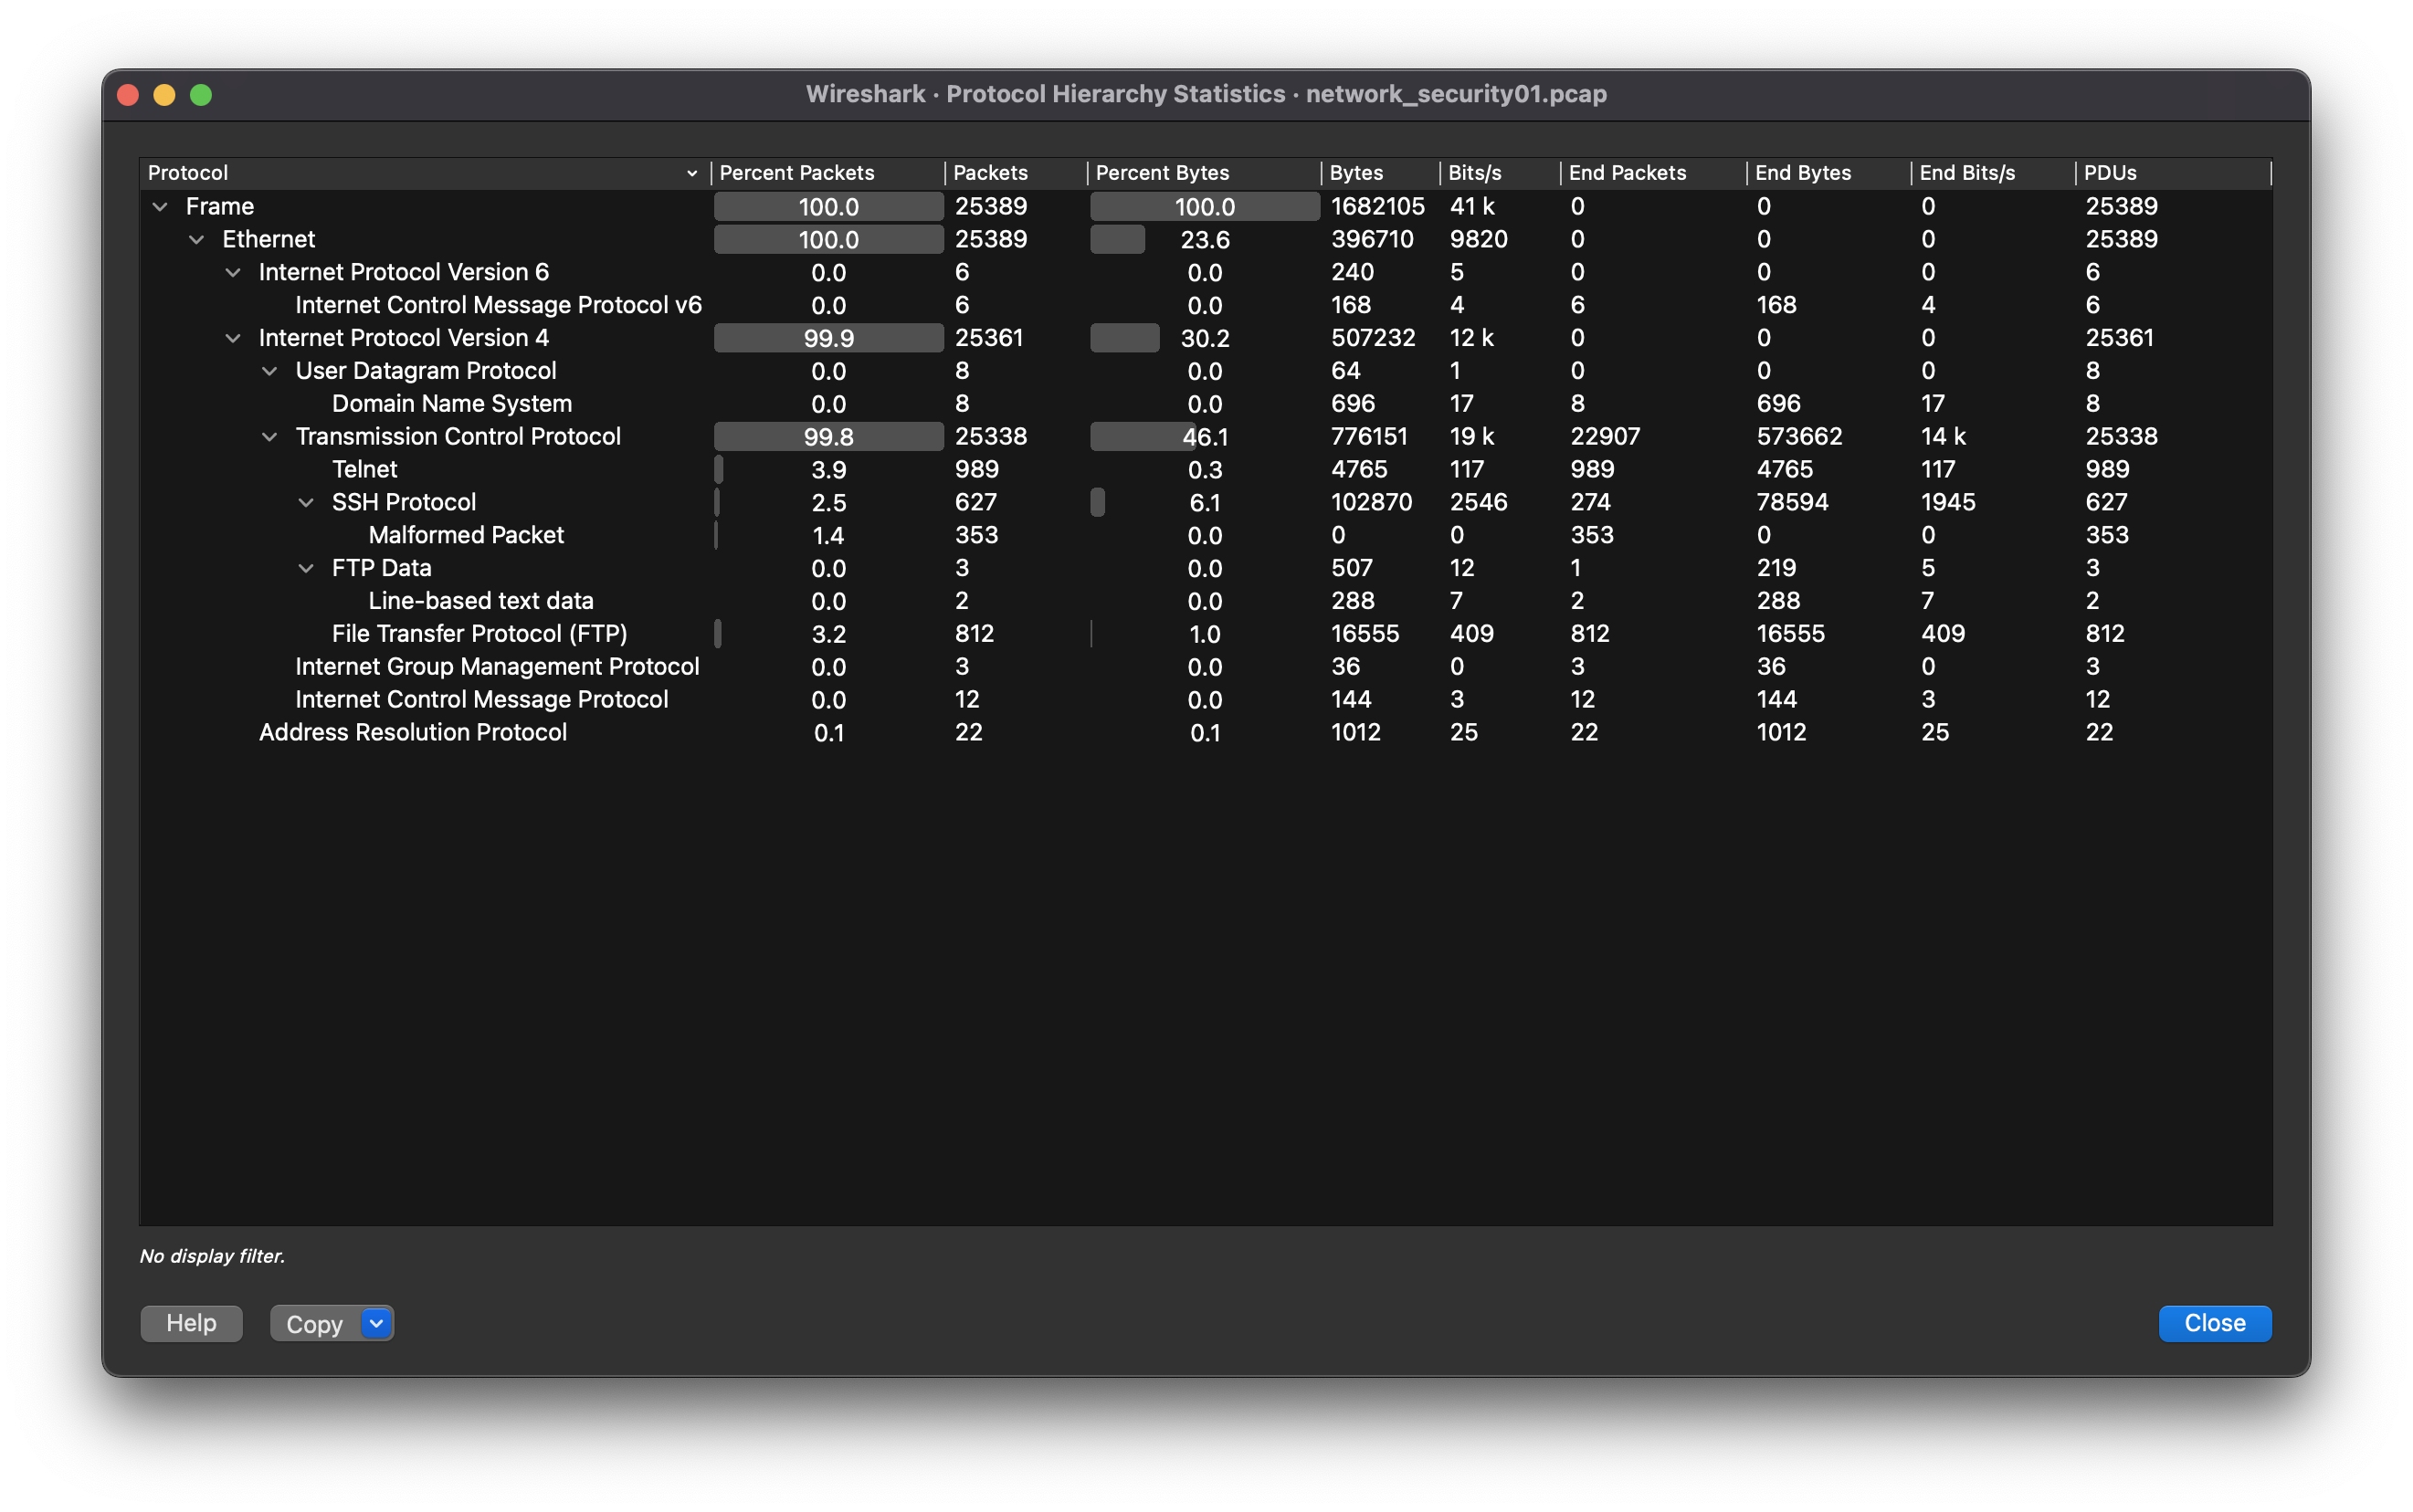 Wireshark · Protocol Hierarchy Statistics · network_security01.pcap
Protocol Percent Packets Packets Percent Bytes Bytes Bits/s End Packets End Bytes End Bits/s PDUs
Frame 100.0 25389 100.0 1682105 41 k 0 0 0 25389
Ethernet 100.0 25389 23.6 396710 9820 0 0 0 25389
Internet Protocol Version 6 0.0 6 0.0 240 5 0 0 0 6
Internet Control Message Protocol v6 0.0 6 0.0 168 4 6 168 4 6
Internet Protocol Version 4 99.9 25361 30.2 507232 12 k 0 0 0 25361
User Datagram Protocol 0.0 8 0.0 64 1 0 0 0 8
Domain Name System 0.0 8 0.0 696 17 8 696 17 8
Transmission Control Protocol 99.8 25338 46.1 776151 19 k 22907 573662 14 k 25338
Telnet 3.9 989 0.3 4765 117 989 4765 117 989
SSH Protocol 2.5 627 6.1 102870 2546 274 78594 1945 627
Malformed Packet 1.4 353 0.0 0 0 353 0 0 353
FTP Data 0.0 3 0.0 507 12 1 219 5 3
Line-based text data 0.0 2 0.0 288 7 2 288 7 2
File Transfer Protocol (FTP) 3.2 812 1.0 16555 409 812 16555 409 812
Internet Group Management Protocol 0.0 3 0.0 36 0 3 36 0 3
Internet Control Message Protocol 0.0 12 0.0 144 3 12 144 3 12
Address Resolution Protocol 0.1 22 0.1 1012 25 22 1012 25 22
No display filter.
Help Copy Close